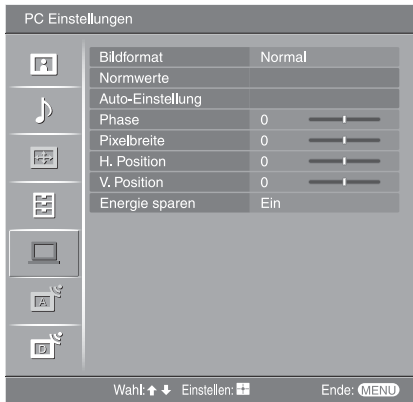 PC Einstellungen
Bildformat Normal
Normwerte
Auto-Einstellung
Phase 0
Pixelbreite 0
H. Position 0
V. Position 0
Energie sparen Ein
A
D
Wahl: Einstellen: Ende: MENU